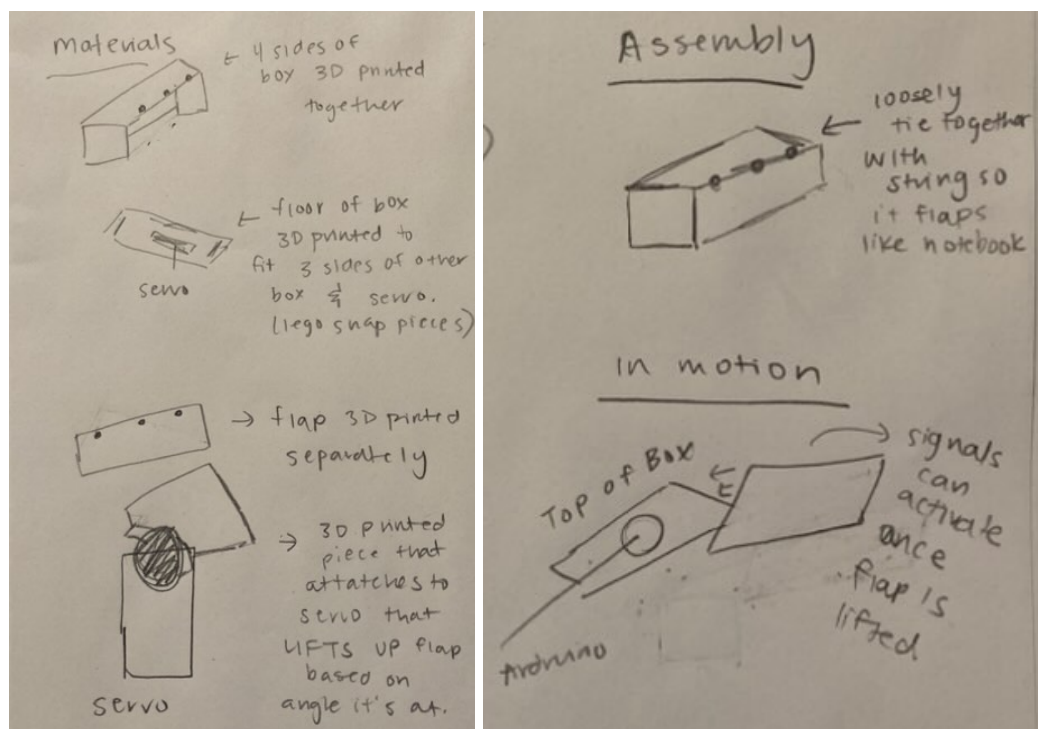 Materials
← 4 sides of
box 3D printed
together
← floor of box
3D printed to
fit 3 sides of other
box & servo.
(lego snap pieces)
servo
→ flap 3D pinted
separately
→ 3D printed
piece that
attatches to
servo that
LIFTS UP flap
based on
angle it's at.
servo
Assembly
← loosely
tie together
with
string so
it flaps
like notebook
In motion
Top of Box
signals
can
activate
once
flap is
lifted
Arduino